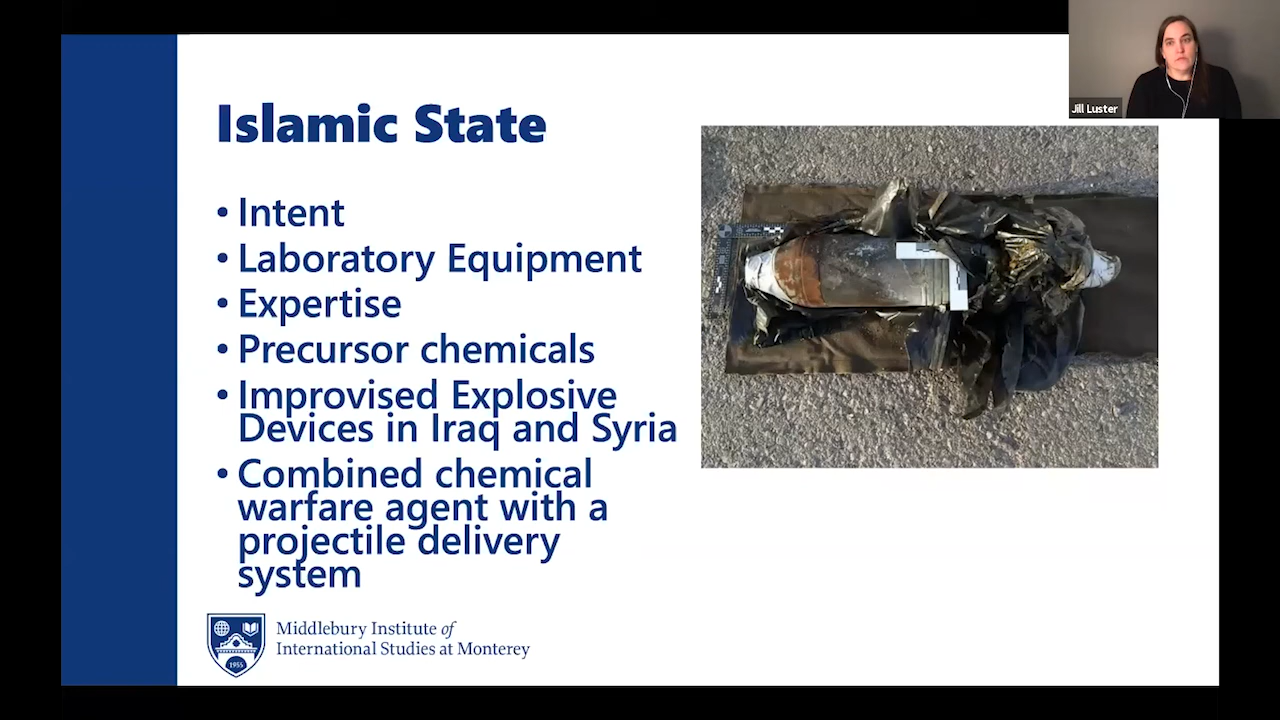 Jill Luster
Islamic State
• Intent
• Laboratory Equipment
• Expertise
• Precursor chemicals
• Improvised Explosive
Devices in Iraq and Syria
• Combined chemical
warfare agent with a
projectile delivery
system
1955
Middlebury Institute of
International Studies at Monterey